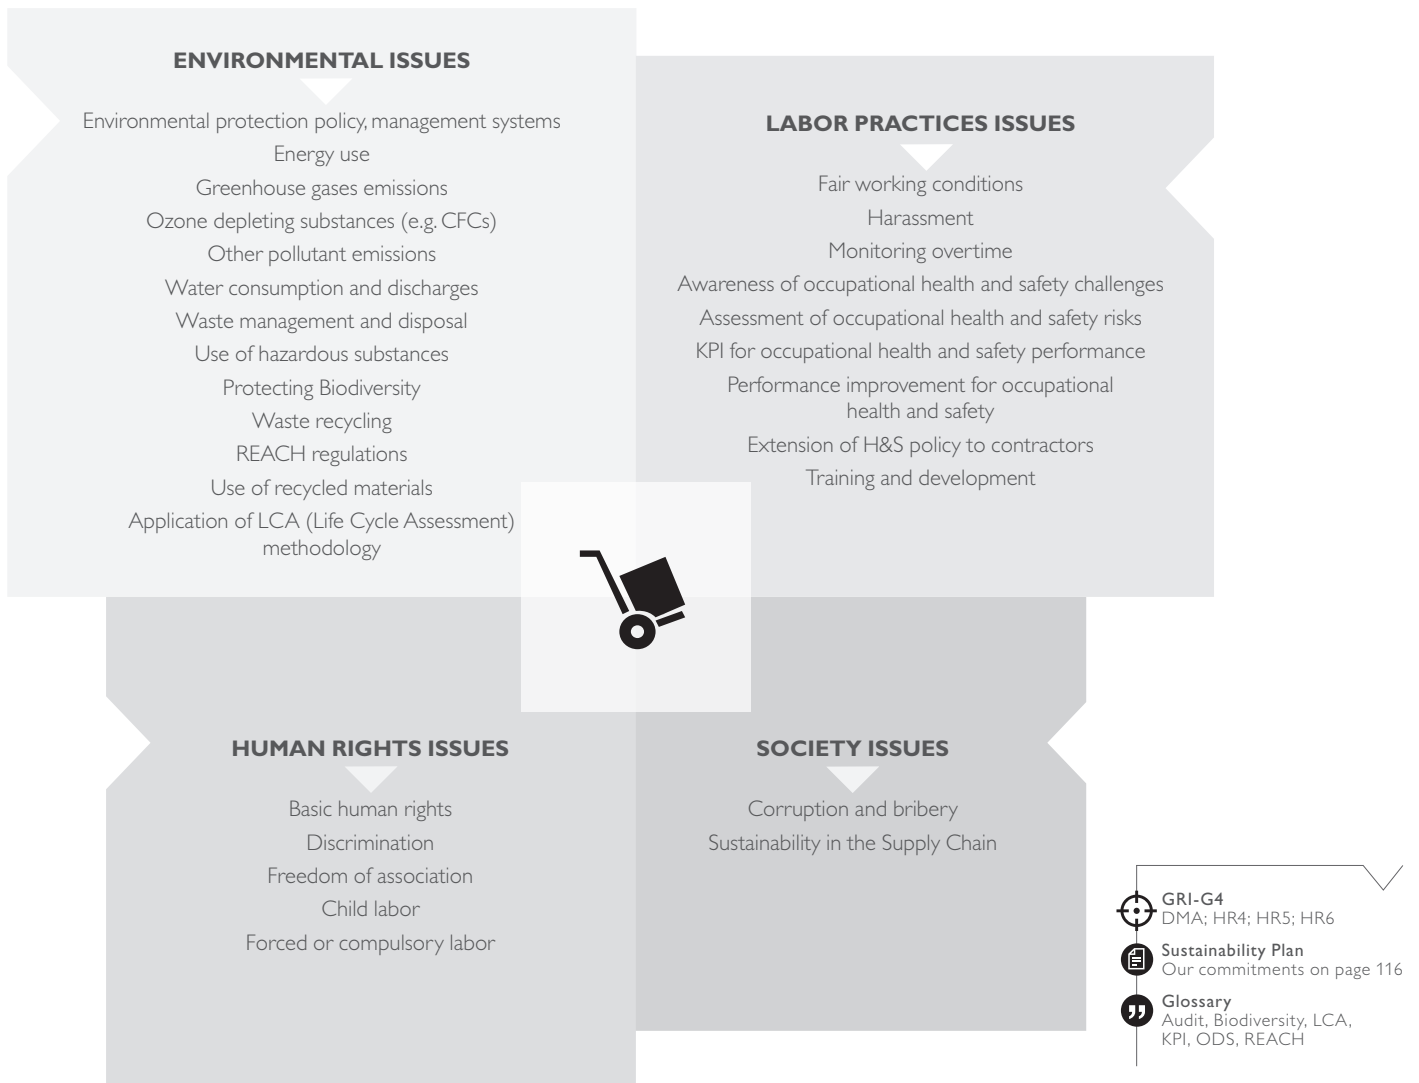 ENVIRONMENTAL ISSUES
Environmental protection policy, management systems
Energy use
Greenhouse gases emissions
Ozone depleting substances (e.g. CFCs)
Other pollutant emissions
Water consumption and discharges
Waste management and disposal
Use of hazardous substances
Protecting Biodiversity
Waste recycling
REACH regulations
Use of recycled materials
Application of LCA (Life Cycle Assessment)
methodology
LABOR PRACTICES ISSUES
Fair working conditions
Harassment
Monitoring overtime
Awareness of occupational health and safety challenges
Assessment of occupational health and safety risks
KPI for occupational health and safety performance
Performance improvement for occupational
health and safety
Extension of H&S policy to contractors
Training and development
HUMAN RIGHTS ISSUES
Basic human rights
Discrimination
Freedom of association
Child labor
Forced or compulsory labor
SOCIETY ISSUES
Corruption and bribery
Sustainability in the Supply Chain
GRI-G4
DMA; HR4; HR5; HR6
Sustainability Plan
Our commitments on page 116
Glossary
Audit, Biodiversity, LCA,
KPI, ODS, REACH